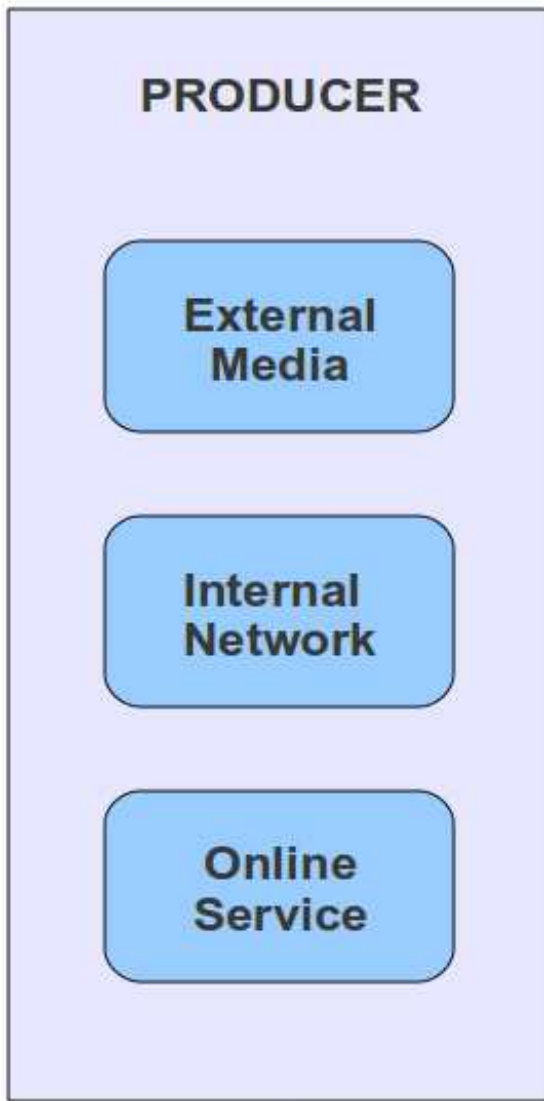 PRODUCER
External
Media
Internal
Network
Online
Service